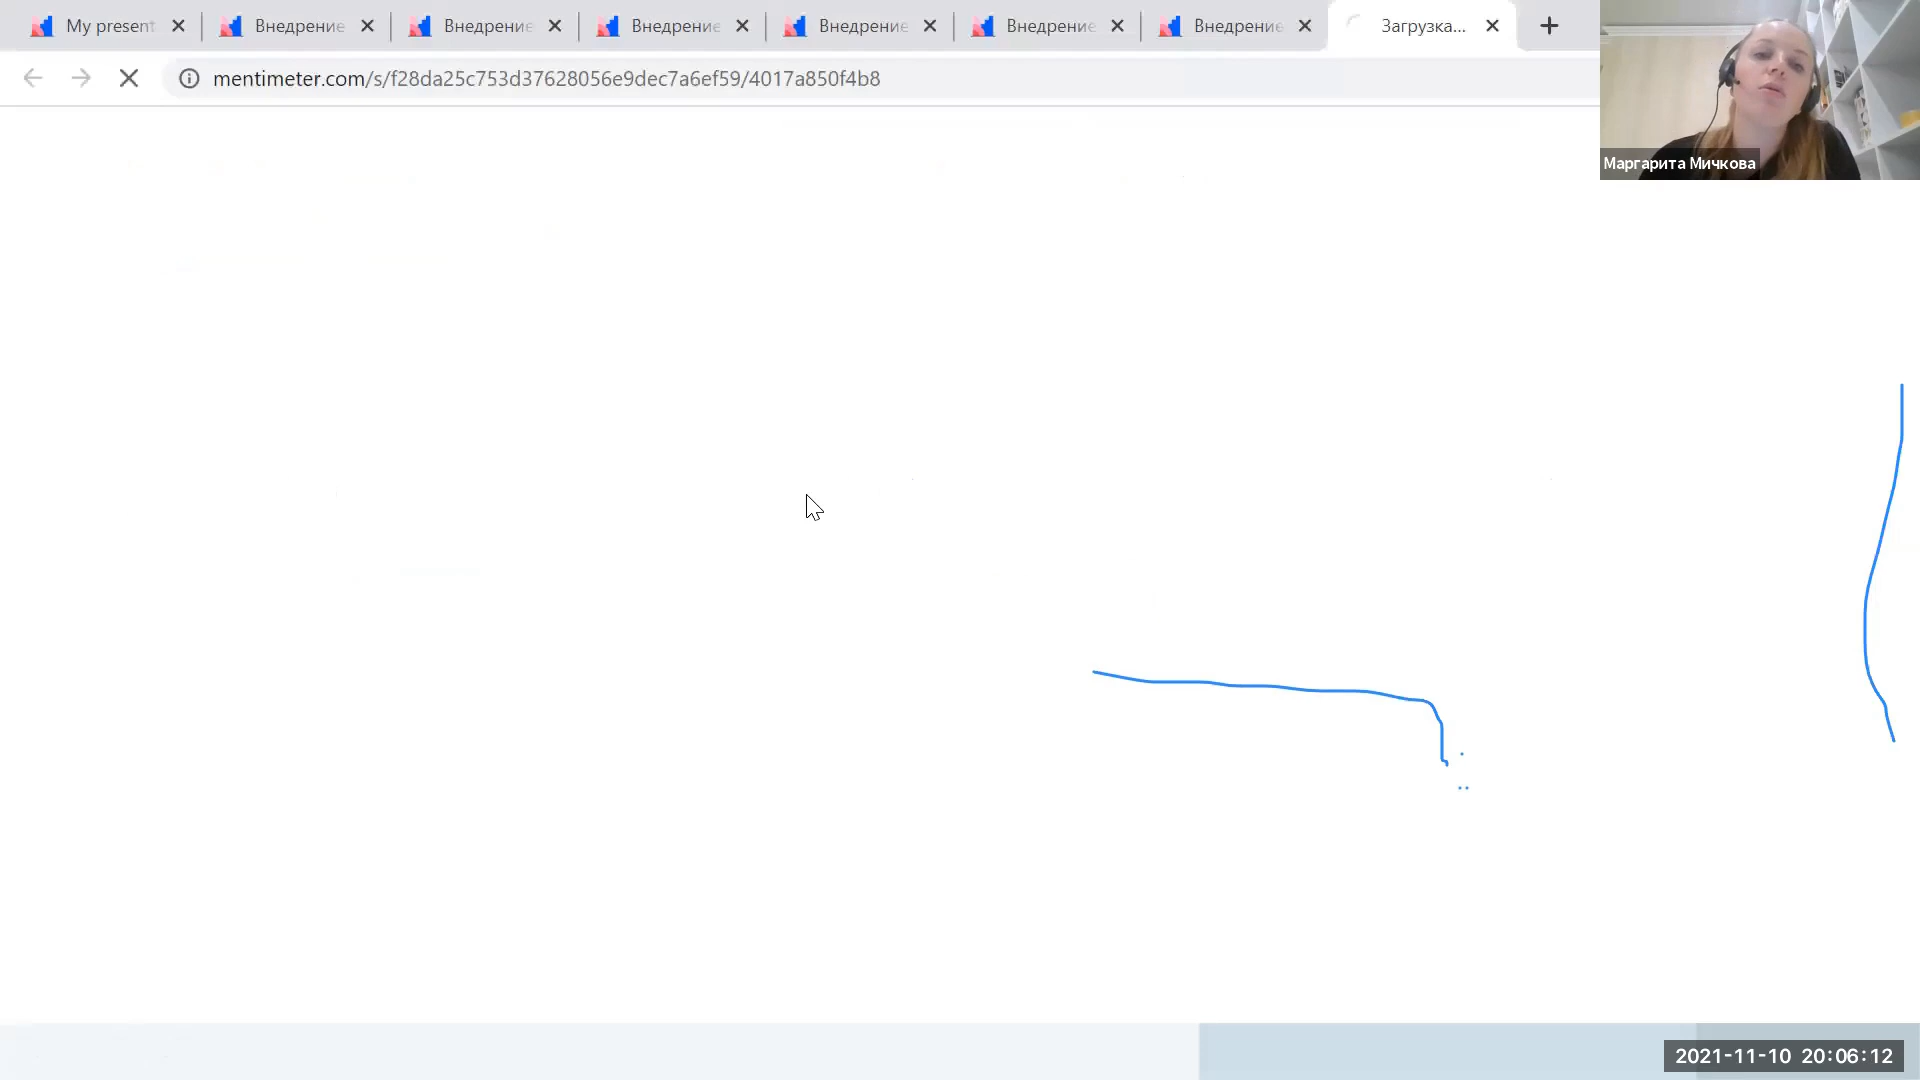 My present
Внедрение
Внедрение
Внедрение
Внедрение
Внедрение
Внедрение
Загрузка...
mentimeter.com/s/f28da25c753d37628056e9dec7a6ef59/4017a850f4b8
Маргарита Мичкова
2021-11-10 20:06:12